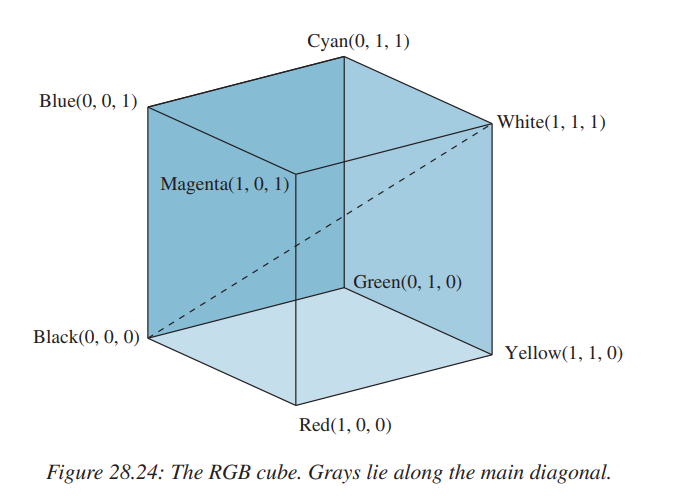 Cyan(0, 1, 1)
Blue(0, 0, 1)
White(1, 1, 1)
Magenta(1, 0, 1)
Green(0, 1, 0)
Black(0, 0, 0)
Yellow(1, 1, 0)
Red(1, 0, 0)
Figure 28.24: The RGB cube. Grays lie along the main diagonal.